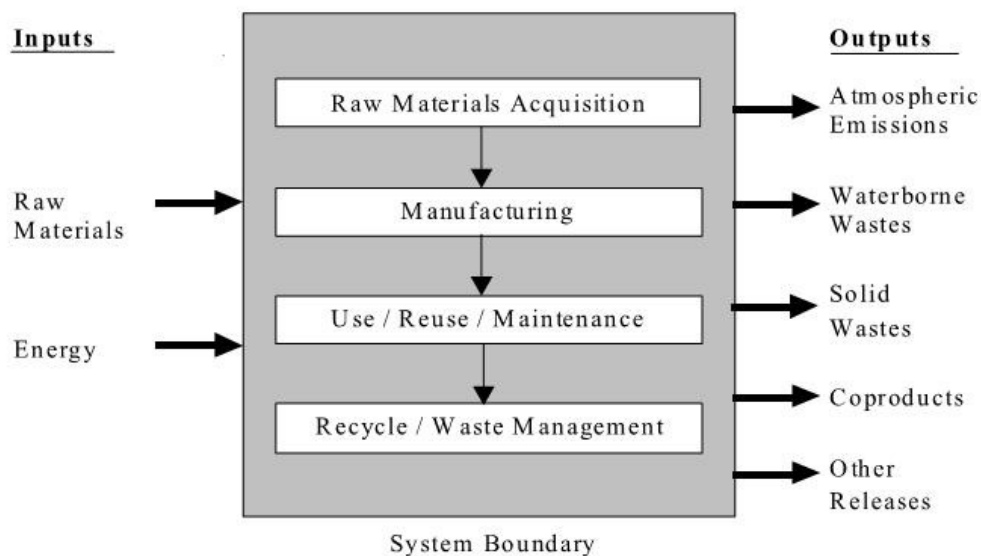 Inputs
Outputs
Raw Materials Acquisition
Atmospheric
Emissions
Raw
Materials
Manufacturing
Waterborne
Wastes
Use / Reuse / Maintenance
Solid
Wastes
Energy
Recycle / Waste Management
Coproducts
Other
Releases
System Boundary